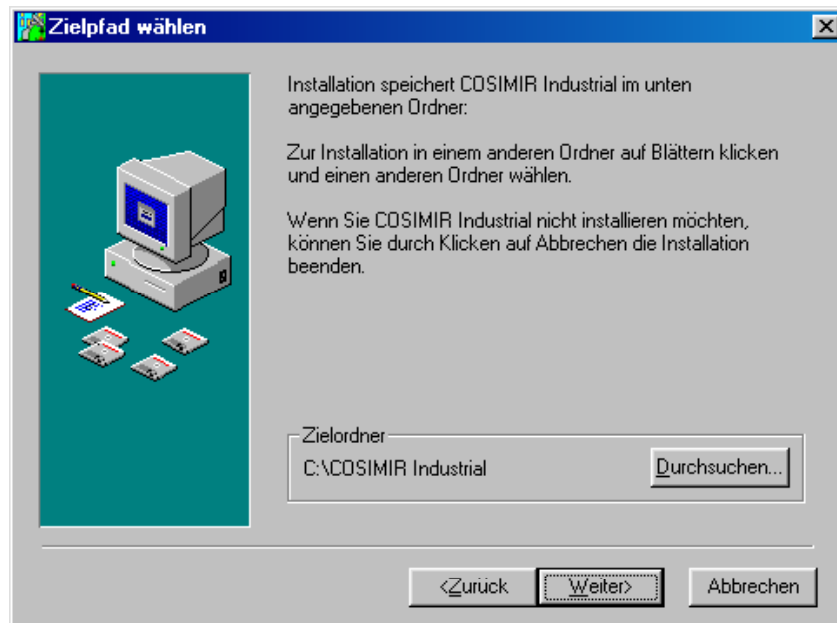 Zielpfad wählen
Installation speichert COSIMIR Industrial im unten
angegebenen Ordner:
Zur Installation in einem anderen Ordner auf Blättern klicken
und einen anderen Ordner wählen.
Wenn Sie COSIMIR Industrial nicht installieren möchten,
können Sie durch Klicken auf Abbrechen die Installation
beenden.
Zielordner
C:\COSIMIR Industrial
Durchsuchen...
<Zurück
Weiter>
Abbrechen